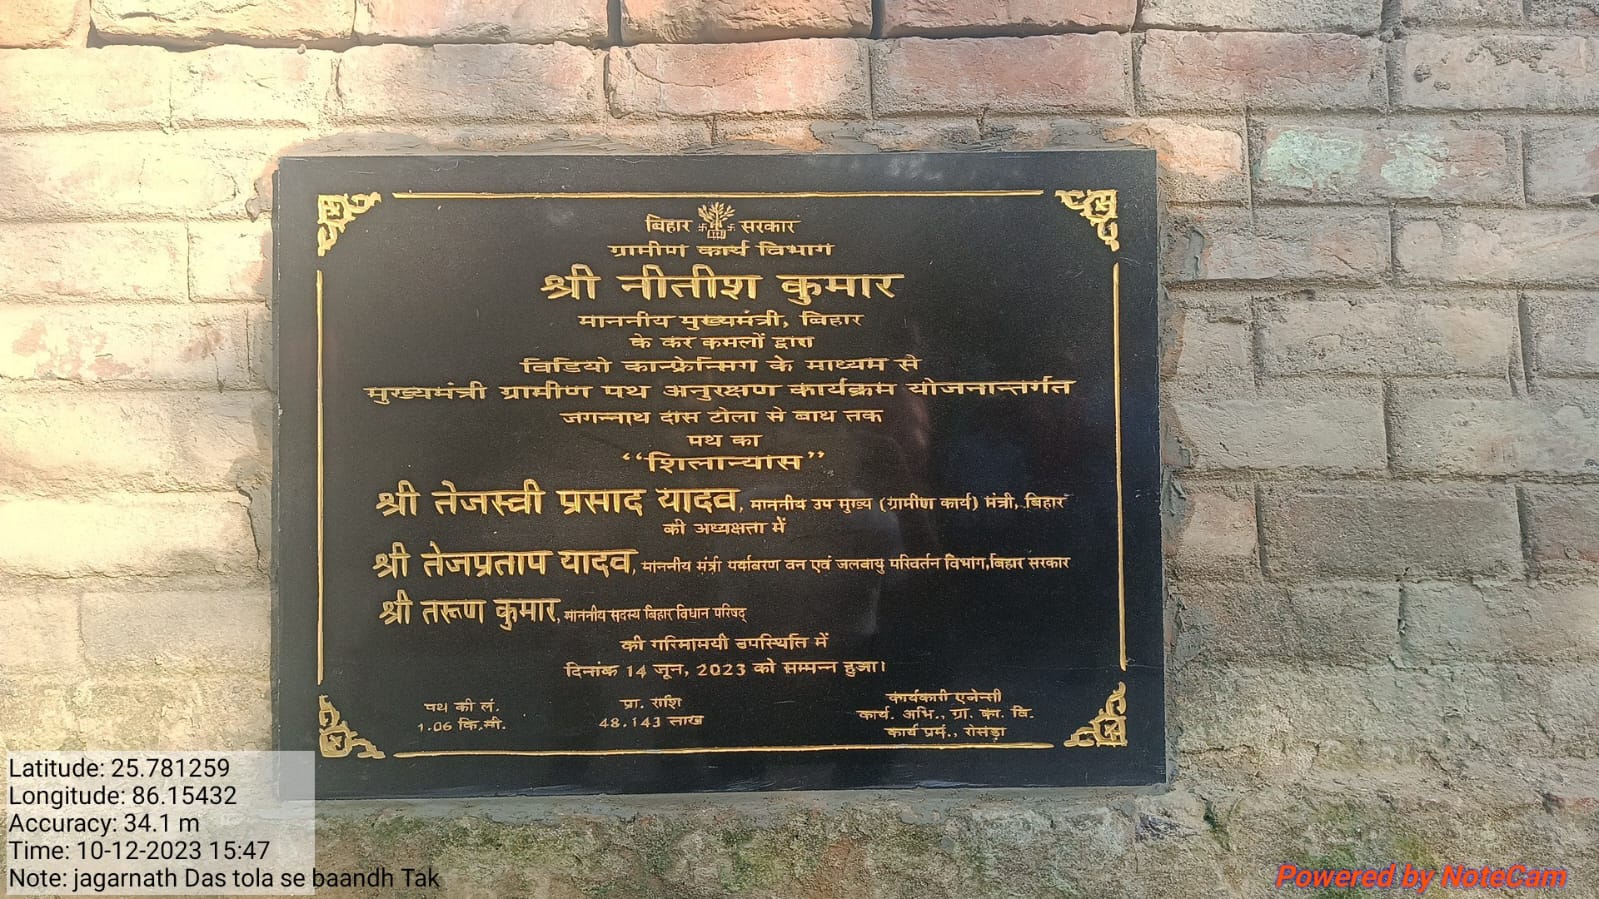 बिहार सरकार
ग्रामीण कार्य विभाग
श्री नीतीश कुमार
माननीय मुख्यमंत्री, बिहार
के कर कमलों द्वारा
विडियो कान्फ्रेन्सिग के माध्यम से
मुख्यमंत्री ग्रामीण पथ अनुरक्षण कार्यक्रम योजनान्तर्गत
जगन्नाथ दास टोला से बाध तक
पथ का
“शिलान्यास”
श्री तेजस्वी प्रसाद यादव, माननीय उप मुख्य (ग्रामीण कार्य) मंत्री, बिहार
की अध्यक्षता में
श्री तेजप्रताप यादव, माननीय मंत्री पर्यावरण वन एवं जलवायु परिवर्तन विभाग,बिहार सरकार
श्री तरूण कुमार, माननीय सदस्य बिहार विधान परिषद्
की गरिमामयी उपस्थिति में
दिनांक 14 जून, 2023 को सम्पन्न हुआ।
पथ की लं.
1.06 कि.मी.
प्रा. राशि
48.143 लाख
कार्यकारी एजेन्सी
कार्य. अभि., ग्रा. का. वि.
कार्य प्रमं., रोसड़ा
Latitude: 25.781259
Longitude: 86.15432
Accuracy: 34.1 m
Time: 10-12-2023 15:47
Note: jagarnath Das tola se baandh Tak
Powered by NoteCam